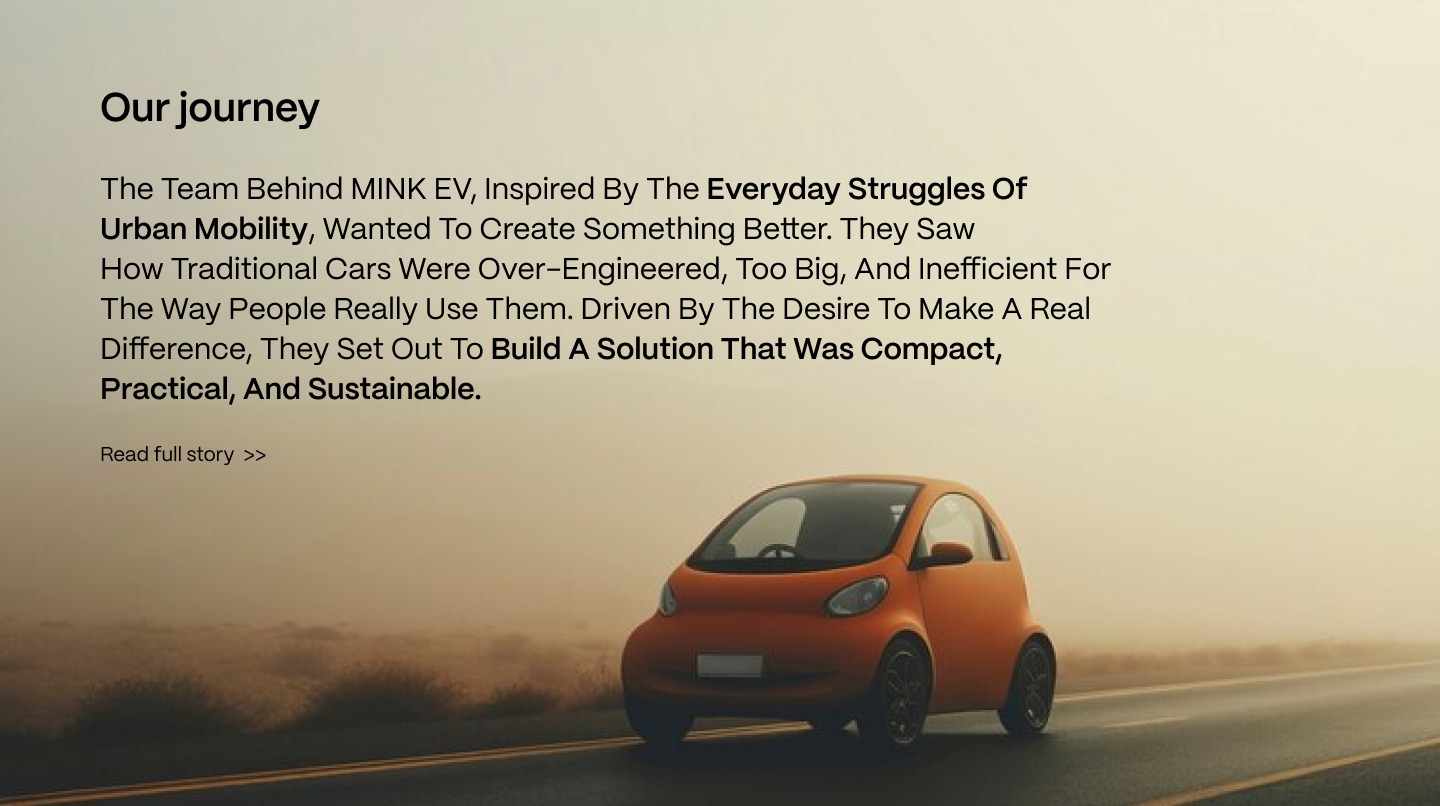 Our journey
The Team Behind MINK EV, Inspired By The Everyday Struggles Of
Urban Mobility, Wanted To Create Something Better. They Saw
How Traditional Cars Were Over-Engineered, Too Big, And Inefficient For
The Way People Really Use Them. Driven By The Desire To Make A Real
Difference, They Set Out To Build A Solution That Was Compact,
Practical, And Sustainable.
Read full story >>